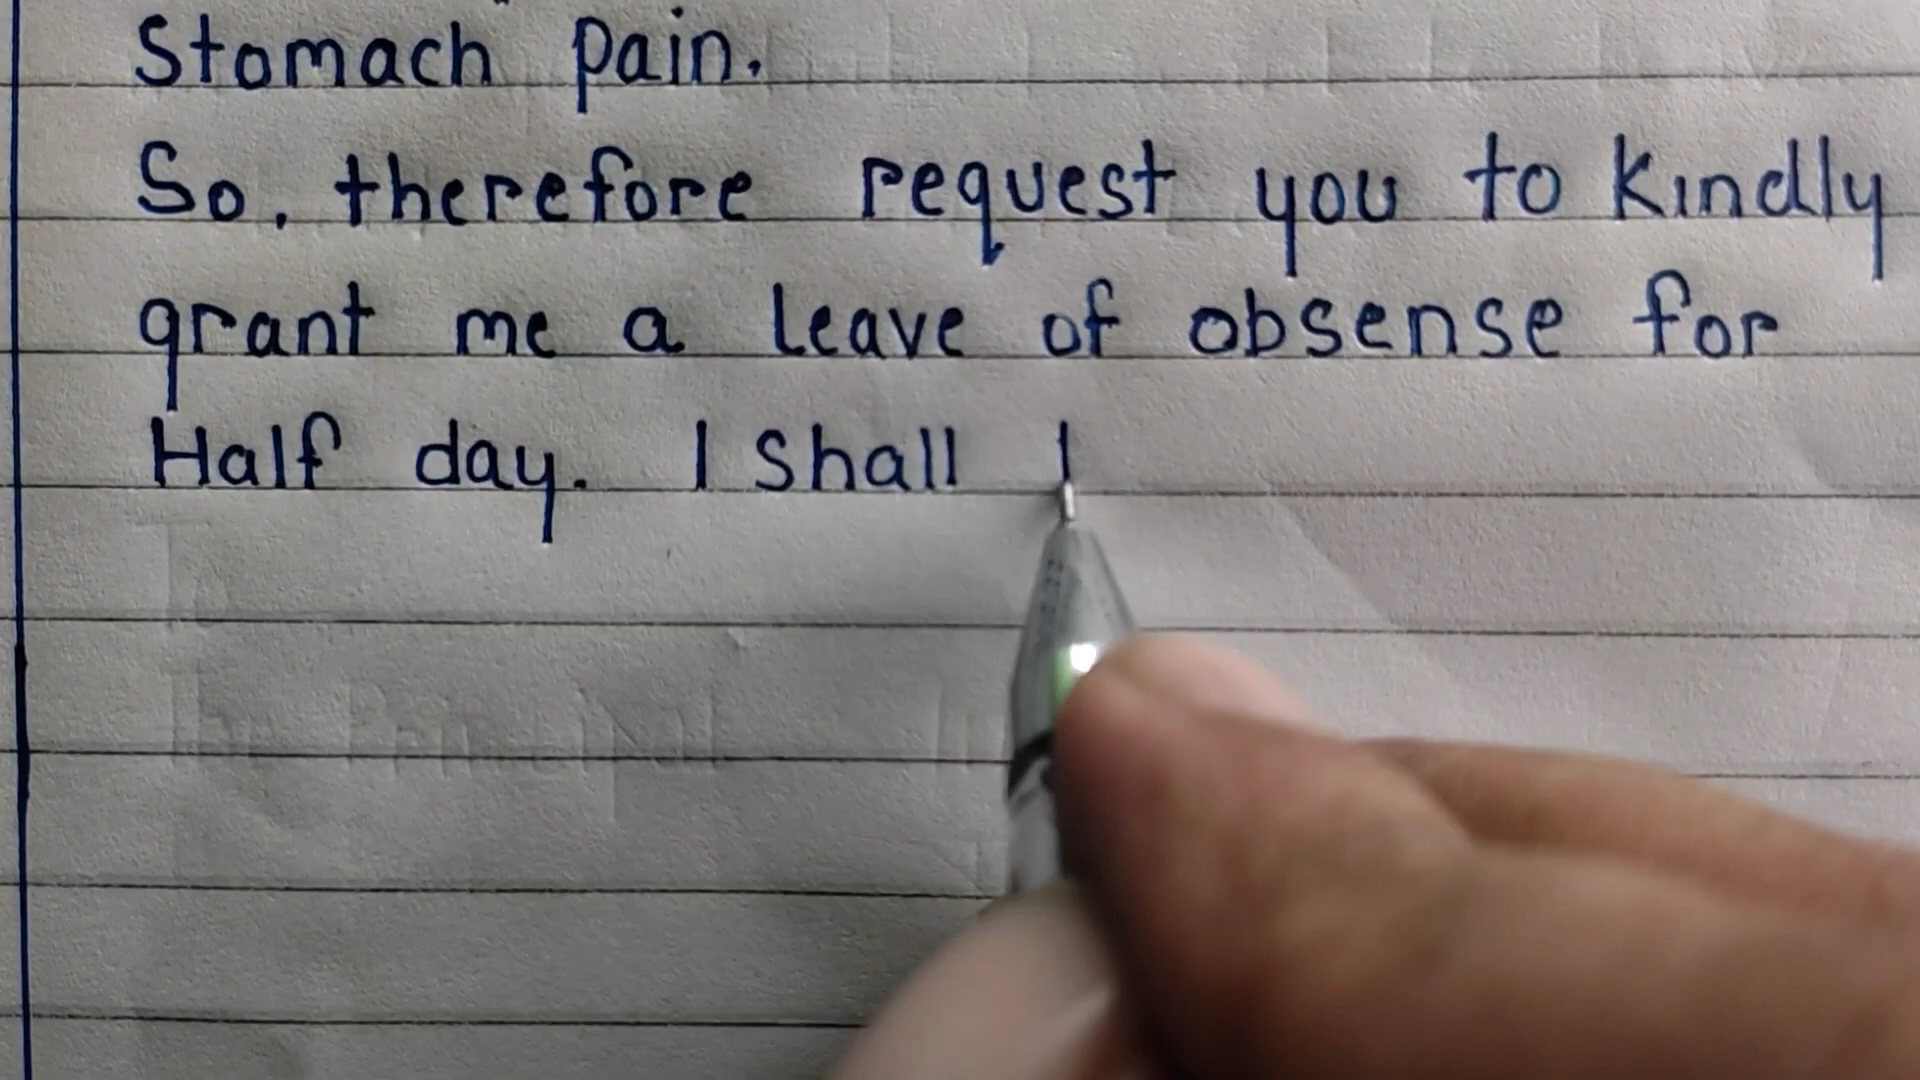 Stomach pain.
So, therefore request you to kindly
grant me a leave of obsense for
Half day. I shall